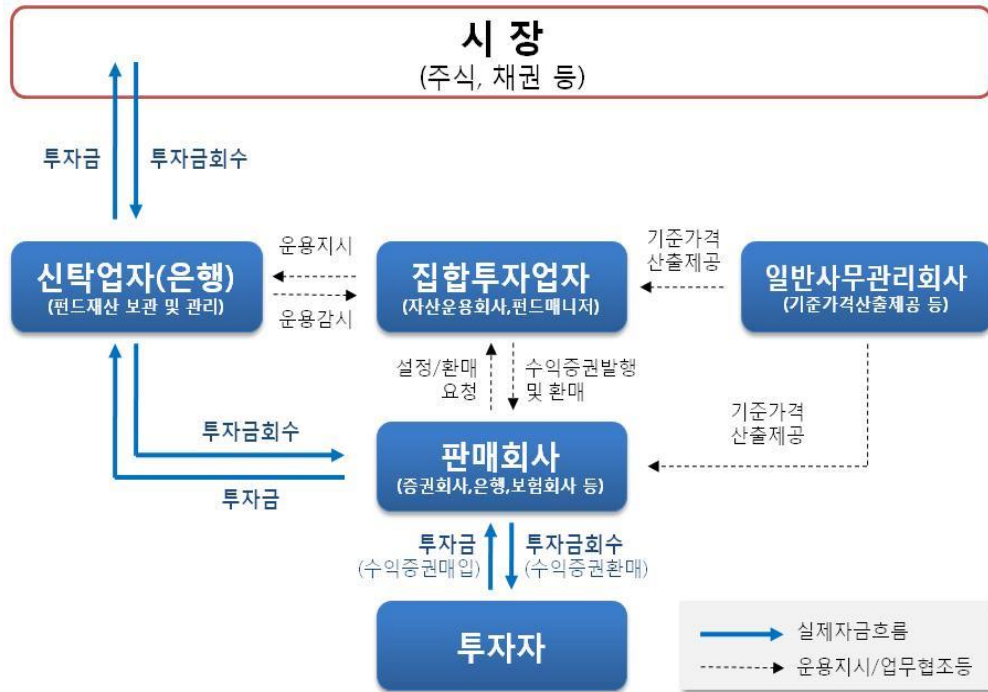 시 장
(주식, 채권 등)
투자금
투자금회수
신탁업자(은행)
(펀드재산 보관 및 관리)
운용지시
운용감시
집합투자업자
(자산운용회사,펀드매니저)
기준가격
산출제공
일반사무관리회사
(기준가격산출제공 등)
설정/환매
요청
수익증권발행
및 환매
기준가격
산출제공
투자금회수
투자금
판매회사
(증권회사,은행,보험회사 등)
투자금
(수익증권매입)
투자금회수
(수익증권환매)
투자자
실제자금흐름
운용지시/업무협조등